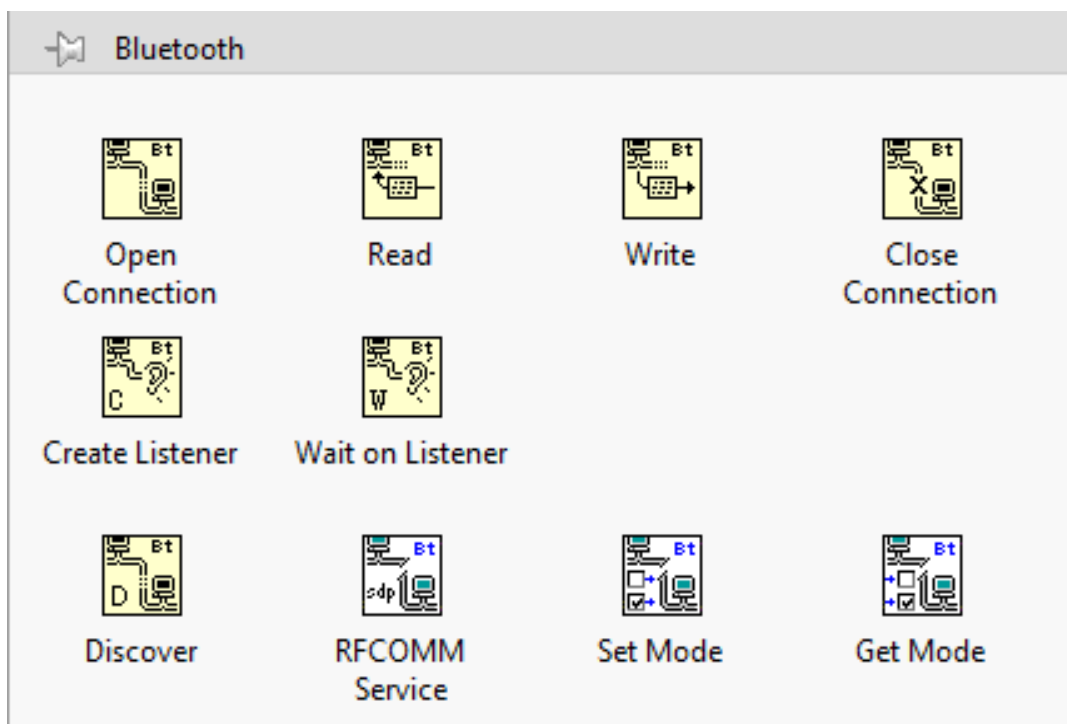 Bluetooth
Bt
Bt
Bt
Bt
Open
Connection
Read
Write
Close
Connection
Bt
C
Bt
W
Create Listener
Wait on Listener
Bt
D
Bt
sdp
Bt
Bt
Discover
RFCOMM
Service
Set Mode
Get Mode